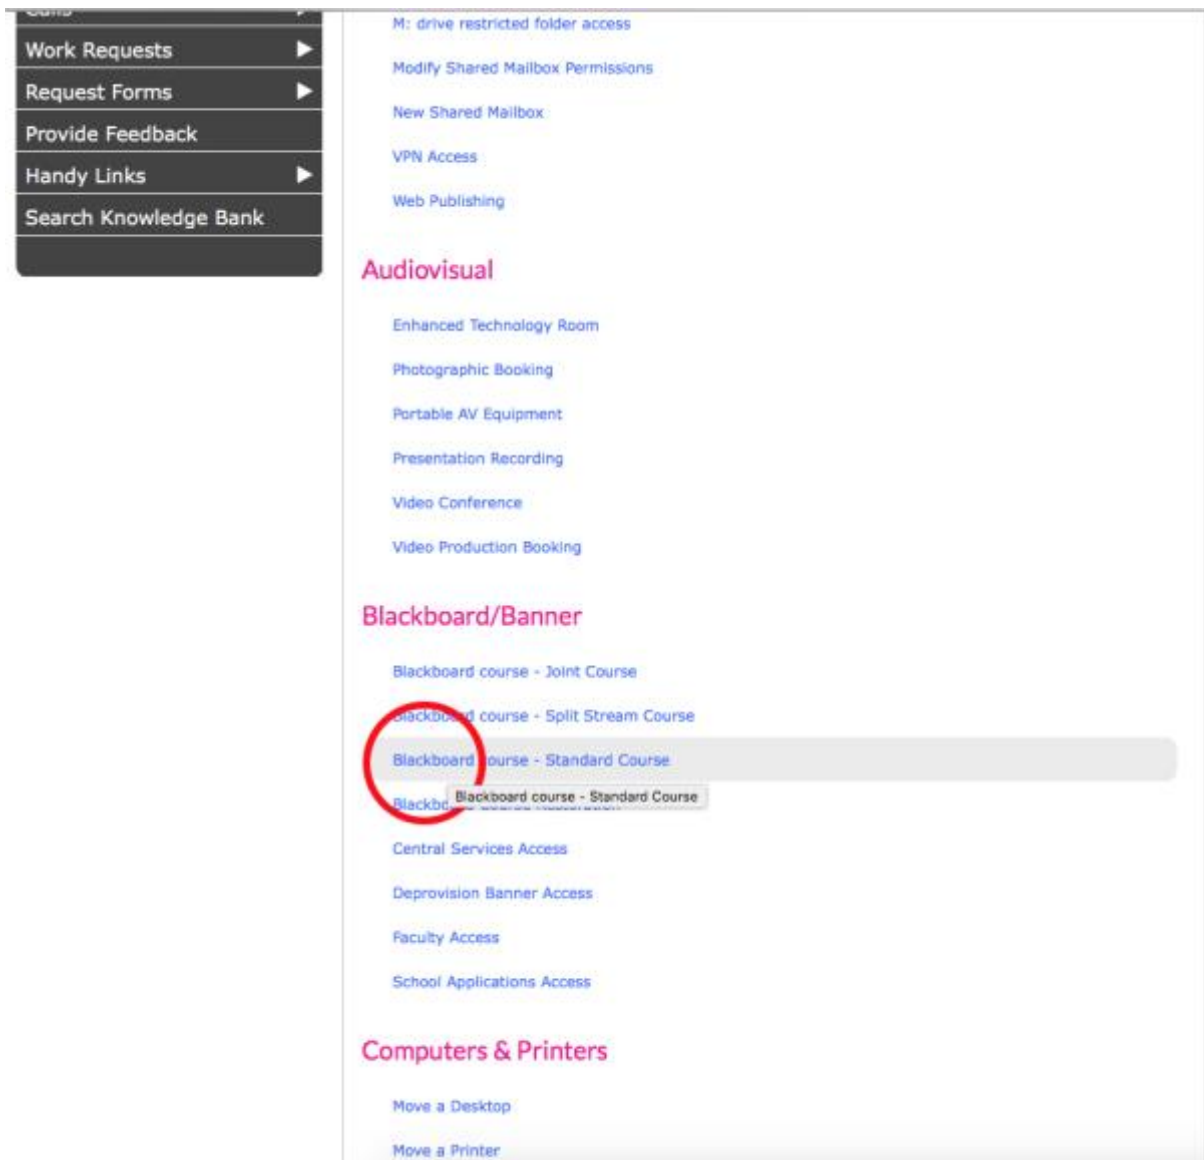 Calls
Work Requests
Request Forms
Provide Feedback
Handy Links
Search Knowledge Bank
M: drive restricted folder access
Modify Shared Mailbox Permissions
New Shared Mailbox
VPN Access
Web Publishing
Audiovisual
Enhanced Technology Room
Photographic Booking
Portable AV Equipment
Presentation Recording
Video Conference
Video Production Booking
Blackboard/Banner
Blackboard course - Joint Course
Blackboard course - Split Stream Course
Blackboard course - Standard Course
Blackboard course - Standard Course
Central Services Access
Deprovision Banner Access
Faculty Access
School Applications Access
Computers & Printers
Move a Desktop
Move a Printer